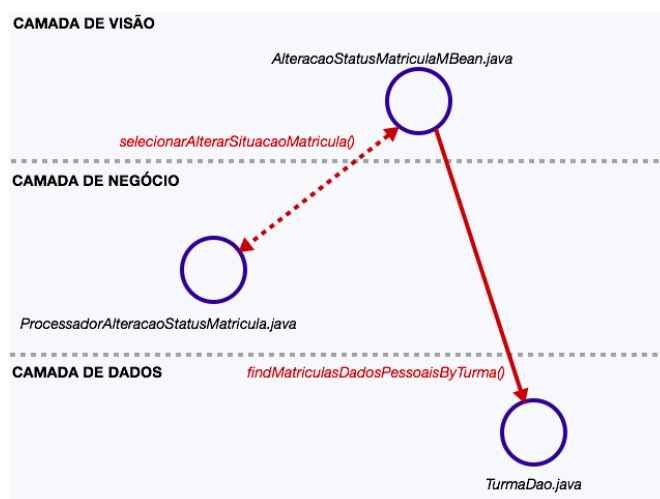 CAMADA DE VISÃO
AlteracaoStatusMatriculaMBean.java
selecionarAlterarSituacaoMatricula()
CAMADA DE NEGÓCIO
ProcessadorAlteracaoStatusMatricula.java
CAMADA DE DADOS
findMatriculasDadosPessoaisByTurma()
TurmaDao.java